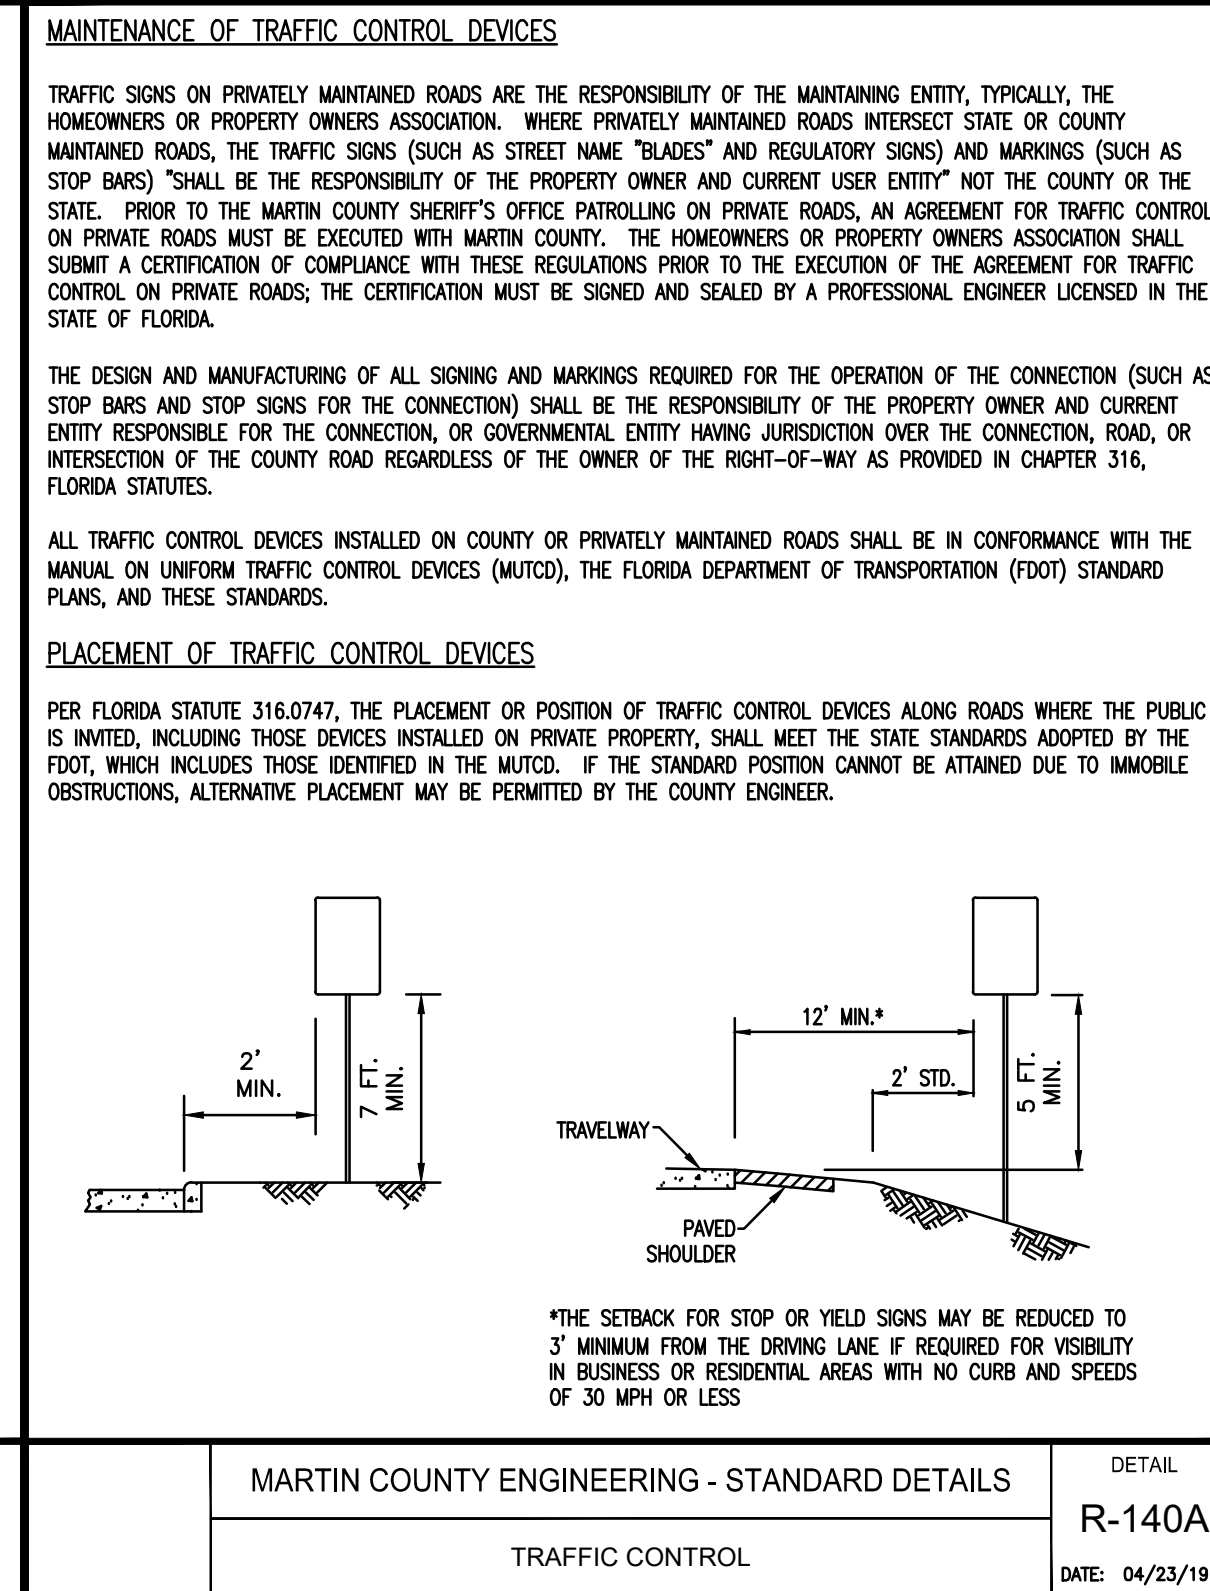 MAINTENANCE OF TRAFFIC CONTROL DEVICES
TRAFFIC SIGNS ON PRIVATELY MAINTAINED ROADS ARE THE RESPONSIBILITY OF THE MAINTAINING ENTITY, TYPICALLY, THE
HOMEOWNERS OR PROPERTY OWNERS ASSOCIATION. WHERE PRIVATELY MAINTAINED ROADS INTERSECT STATE OR COUNTY
MAINTAINED ROADS, THE TRAFFIC SIGNS (SUCH AS STREET NAME "BLADES" AND REGULATORY SIGNS) AND MARKINGS (SUCH AS
STOP BARS) "SHALL BE THE RESPONSIBILITY OF THE PROPERTY OWNER AND CURRENT USER ENTITY" NOT THE COUNTY OR THE
STATE. PRIOR TO THE MARTIN COUNTY SHERIFF'S OFFICE PATROLLING ON PRIVATE ROADS, AN AGREEMENT FOR TRAFFIC CONTROL
ON PRIVATE ROADS MUST BE EXECUTED WITH MARTIN COUNTY. THE HOMEOWNERS OR PROPERTY OWNERS ASSOCIATION SHALL
SUBMIT A CERTIFICATION OF COMPLIANCE WITH THESE REGULATIONS PRIOR TO THE EXECUTION OF THE AGREEMENT FOR TRAFFIC
CONTROL ON PRIVATE ROADS; THE CERTIFICATION MUST BE SIGNED AND SEALED BY A PROFESSIONAL ENGINEER LICENSED IN THE
STATE OF FLORIDA.
THE DESIGN AND MANUFACTURING OF ALL SIGNING AND MARKINGS REQUIRED FOR THE OPERATION OF THE CONNECTION (SUCH AS
STOP BARS AND STOP SIGNS FOR THE CONNECTION) SHALL BE THE RESPONSIBILITY OF THE PROPERTY OWNER AND CURRENT
ENTITY RESPONSIBLE FOR THE CONNECTION, OR GOVERNMENTAL ENTITY HAVING JURISDICTION OVER THE CONNECTION, ROAD, OR
INTERSECTION OF THE COUNTY ROAD REGARDLESS OF THE OWNER OF THE RIGHT-OF-WAY AS PROVIDED IN CHAPTER 316,
FLORIDA STATUTES.
ALL TRAFFIC CONTROL DEVICES INSTALLED ON COUNTY OR PRIVATELY MAINTAINED ROADS SHALL BE IN CONFORMANCE WITH THE
MANUAL ON UNIFORM TRAFFIC CONTROL DEVICES (MUTCD), THE FLORIDA DEPARTMENT OF TRANSPORTATION (FDOT) STANDARD
PLANS, AND THESE STANDARDS.
PLACEMENT OF TRAFFIC CONTROL DEVICES
PER FLORIDA STATUTE 316.0747, THE PLACEMENT OR POSITION OF TRAFFIC CONTROL DEVICES ALONG ROADS WHERE THE PUBLIC
IS INVITED, INCLUDING THOSE DEVICES INSTALLED ON PRIVATE PROPERTY, SHALL MEET THE STATE STANDARDS ADOPTED BY THE
FDOT, WHICH INCLUDES THOSE IDENTIFIED IN THE MUTCD. IF THE STANDARD POSITION CANNOT BE ATTAINED DUE TO IMMOBILE
OBSTRUCTIONS, ALTERNATIVE PLACEMENT MAY BE PERMITTED BY THE COUNTY ENGINEER.
2'
MIN.
7 FT.
MIN.
12' MIN.*
2' STD.
5 FT.
MIN.
TRAVELWAY
PAVED
SHOULDER
*THE SETBACK FOR STOP OR YIELD SIGNS MAY BE REDUCED TO
3' MINIMUM FROM THE DRIVING LANE IF REQUIRED FOR VISIBILITY
IN BUSINESS OR RESIDENTIAL AREAS WITH NO CURB AND SPEEDS
OF 30 MPH OR LESS
MARTIN COUNTY ENGINEERING - STANDARD DETAILS
TRAFFIC CONTROL
DETAIL
R-140A
DATE: 04/23/19